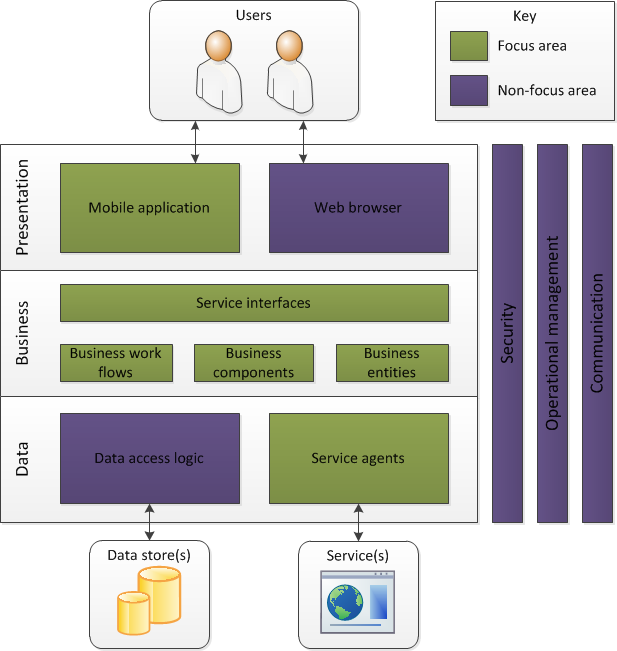 Users
Key
Focus area
Non-focus area
Presentation
Mobile application
Web browser
Business
Service interfaces
Business work
flows
Business
components
Business
entities
Data
Data access logic
Service agents
Security
Operational management
Communication
Data store(s)
Service(s)